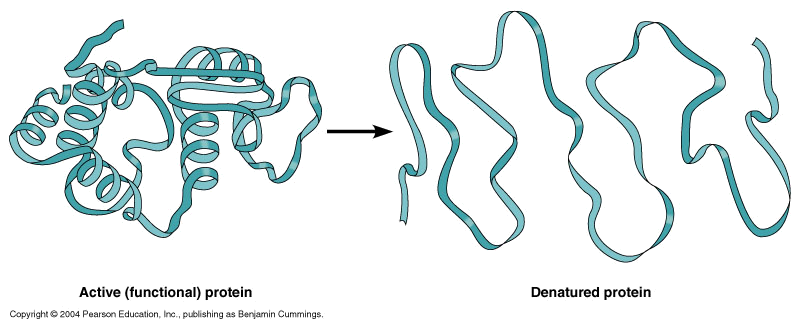 Active (functional) protein
Denatured protein
Copyright © 2004 Pearson Education, Inc., publishing as Benjamin Cummings.